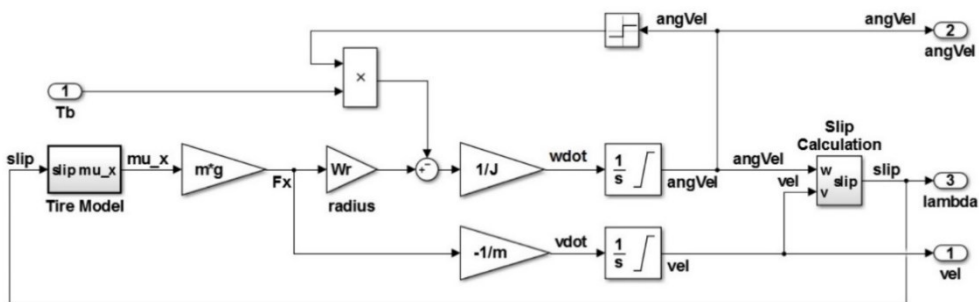 angVel
angVel
2
angVel
×
1
Tb
slip
slip mu_x
Tire Model
mu_x
m*g
Fx
Wr
radius
+
−
1/J
wdot
1
s
angVel
angVel
vel
Slip
Calculation
w
v
slip
slip
3
lambda
-1/m
vdot
1
s
vel
1
vel